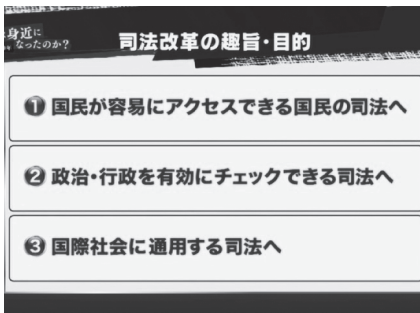 身近に
なったのか?
司法改革の趣旨・目的
❶ 国民が容易にアクセスできる国民の司法へ
❷ 政治・行政を有効にチェックできる司法へ
❸ 国際社会に通用する司法へ